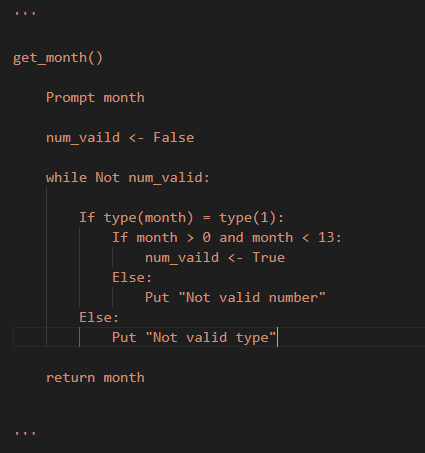 '''
get_month()
Prompt month
num_vaild <- False
while Not num_valid:
If type(month) = type(1):
If month > 0 and month < 13:
num_vaild <- True
Else:
Put "Not valid number"
Else:
Put "Not valid type"
return month
'''